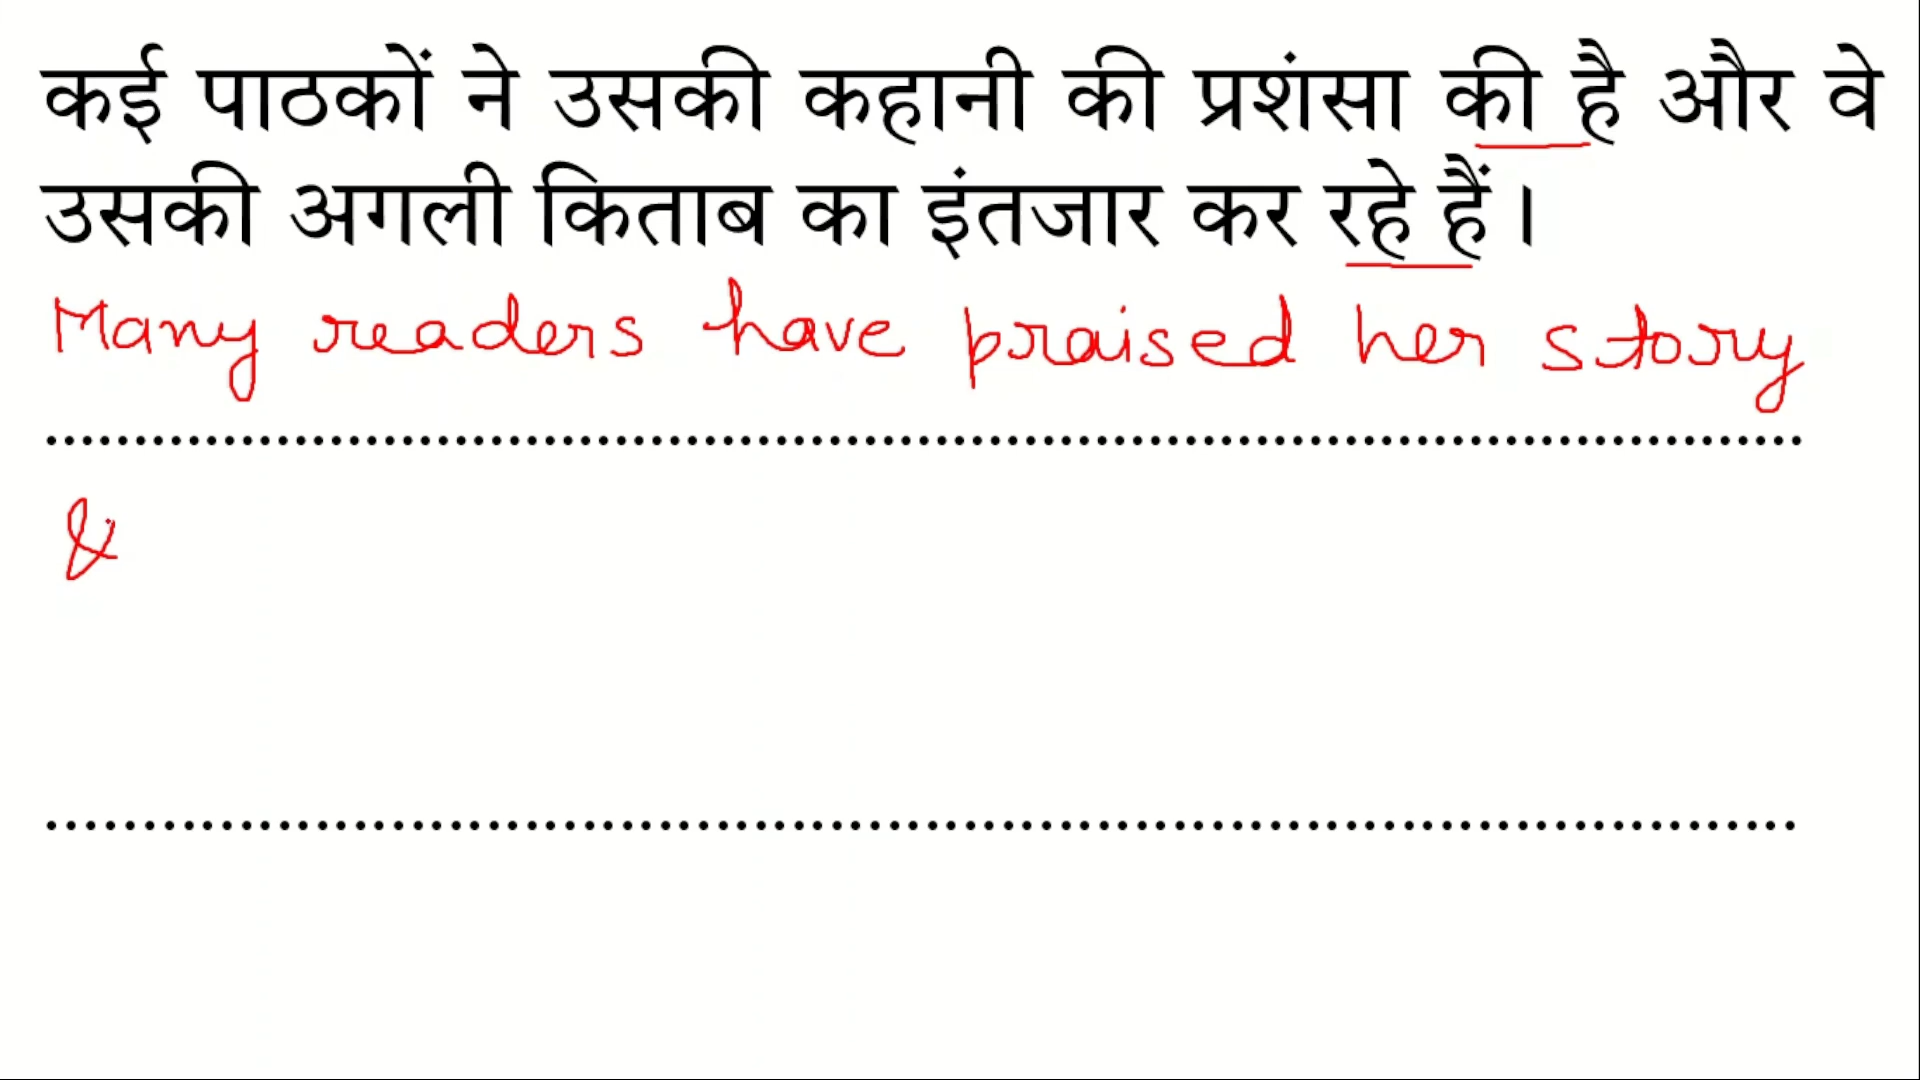 कई पाठकों ने उसकी कहानी की प्रशंसा की है और वे
उसकी अगली किताब का इंतजार कर रहे हैं।
Many readers have praised her story
&